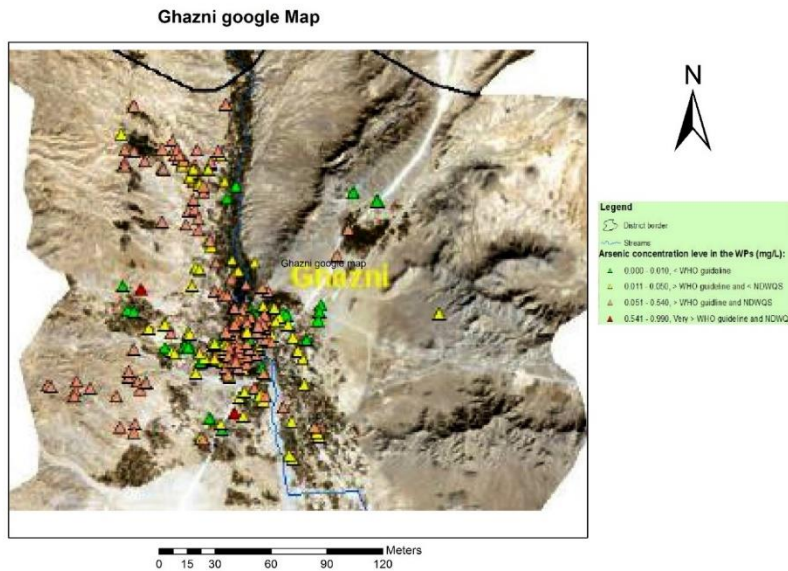 Ghazni google Map
N
Ghazni google map
Ghazni
Legend
District border
Streams
Arsenic concentration leve in the WPs (mg/L):
0.000 - 0.010, < WHO guideline
0.011 - 0.050, > WHO guideline and < NDWQS
0.051 - 0.540, > WHO guidline and NDWQS
0.541 - 0.990, Very > WHO guideline and NDWQ
Meters
0 15 30 60 90 120